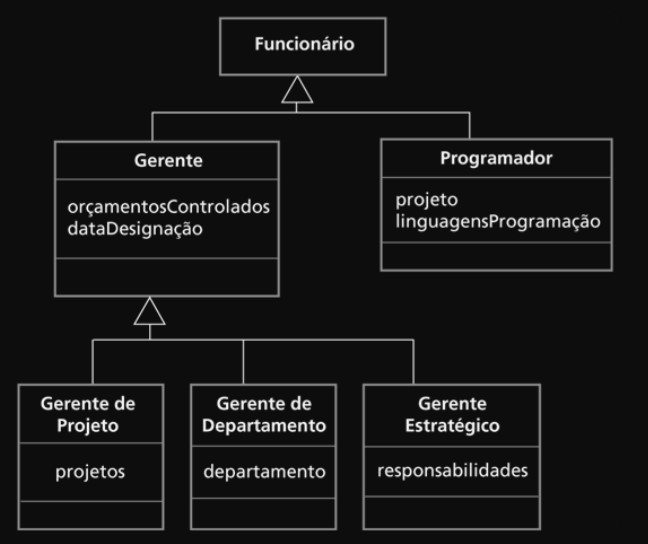 Funcionário
Gerente
orçamentosControlados
dataDesignação
Programador
projeto
linguagensProgramação
Gerente de
Projeto
projetos
Gerente de
Departamento
departamento
Gerente
Estratégico
responsabilidades